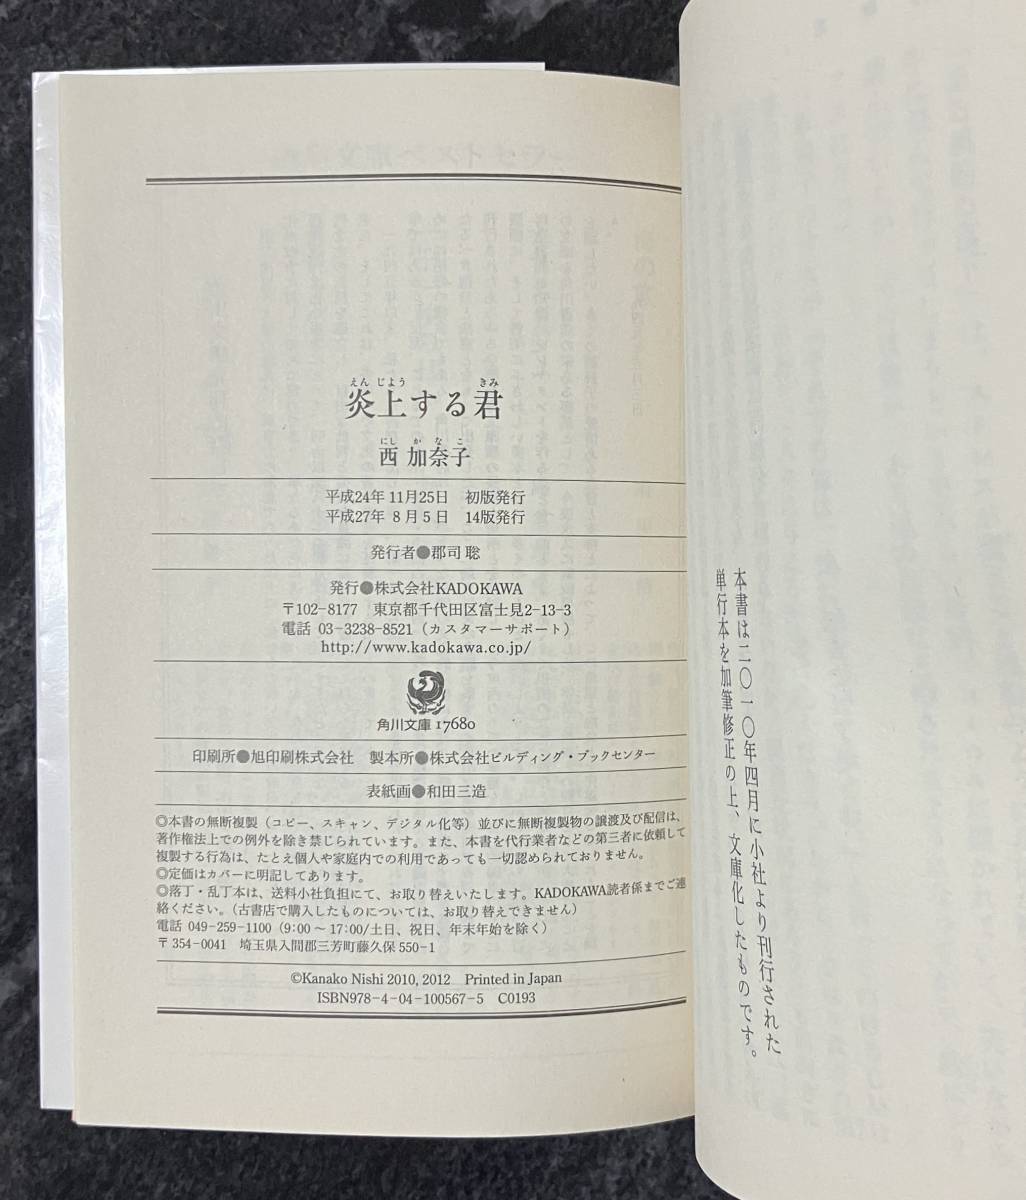 本書は二〇一〇年四月に小社より刊行された
単行本を加筆修正の上、文庫化したものです。
えん じよう きみ
炎上する君
にし か な こ
西 加奈子
平成24年11月25日 初版発行
平成27年 8月 5日 14版発行
発行者●郡司 聡
発行●株式会社KADOKAWA
〒102-8177 東京都千代田区富士見2-13-3
電話 03-3238-8521（カスタマーサポート）
http://www.kadokawa.co.jp/
角川文庫 17680
印刷所●旭印刷株式会社 製本所●株式会社ビルディング・ブックセンター
表紙画●和田三造
◎本書の無断複製（コピー、スキャン、デジタル化等）並びに無断複製物の譲渡及び配信は、
著作権法上での例外を除き禁じられています。また、本書を代行業者などの第三者に依頼して
複製する行為は、たとえ個人や家庭内での利用であっても一切認められておりません。
◎定価はカバーに明記してあります。
◎落丁・乱丁本は、送料小社負担にて、お取り替えいたします。KADOKAWA読者係までご連
絡ください。（古書店で購入したものについては、お取り替えできません）
電話 049-259-1100（9:00～17:00/土日、祝日、年末年始を除く）
〒354-0041 埼玉県入間郡三芳町藤久保550-1
©Kanako Nishi 2010, 2012 Printed in Japan
ISBN978-4-04-100567-5 C0193